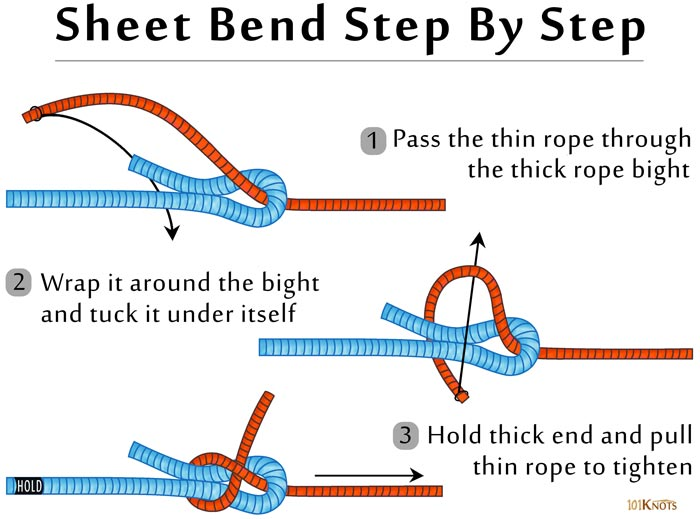 Sheet Bend Step By Step
1 Pass the thin rope through
the thick rope bight
2 Wrap it around the bight
and tuck it under itself
3 Hold thick end and pull
thin rope to tighten
HOLD
101KNOTS